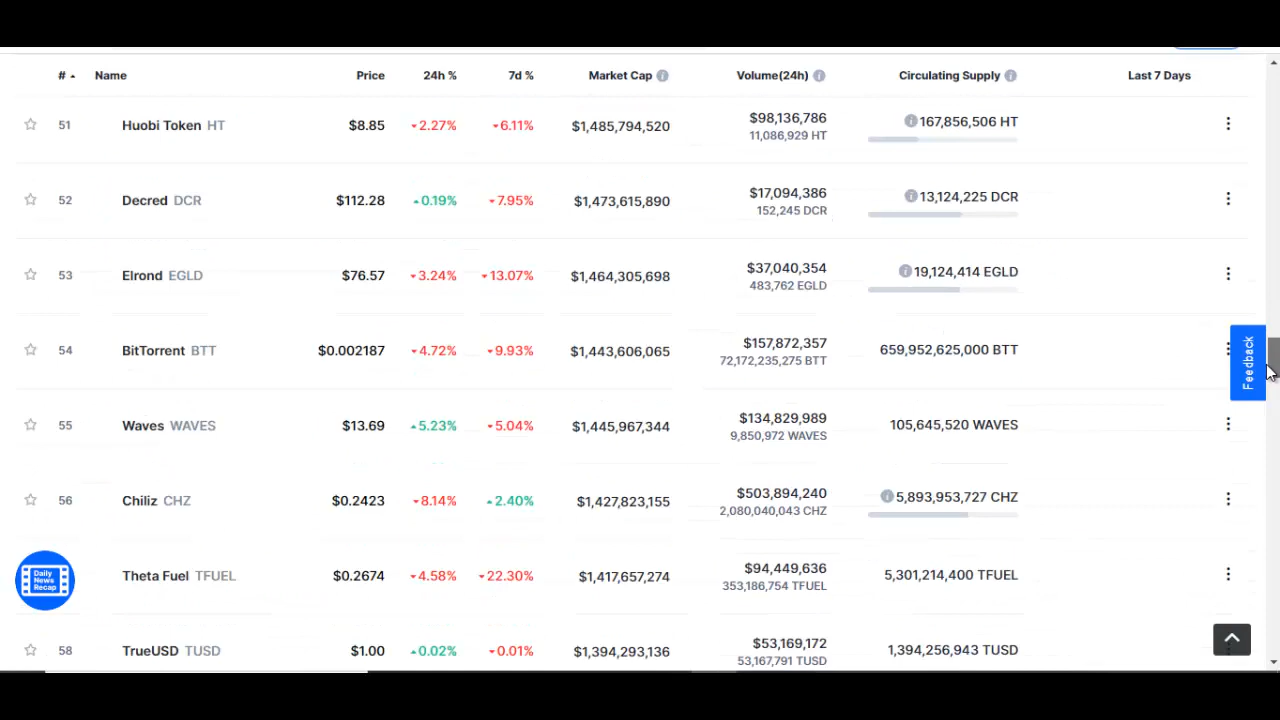 # Name Price 24h % 7d % Market Cap Volume(24h) Circulating Supply Last 7 Days
51 Huobi Token HT $8.85 2.27% 6.11% $1,485,794,520 $98,136,786 167,856,506 HT
11,086,929 HT
52 Decred DCR $112.28 0.19% 7.95% $1,473,615,890 $17,094,386 13,124,225 DCR
152,245 DCR
53 Elrond EGLD $76.57 3.24% 13.07% $1,464,305,698 $37,040,354 19,124,414 EGLD
483,762 EGLD
54 BitTorrent BTT $0.002187 4.72% 9.93% $1,443,606,065 $157,872,357 659,952,625,000 BTT
72,172,235,275 BTT
Feedback
55 Waves WAVES $13.69 5.23% 5.04% $1,445,967,344 $134,829,989 105,645,520 WAVES
9,850,972 WAVES
56 Chiliz CHZ $0.2423 8.14% 2.40% $1,427,823,155 $503,894,240 5,893,953,727 CHZ
2,080,040,043 CHZ
Daily
News
Recap
Theta Fuel TFUEL $0.2674 4.58% 22.30% $1,417,657,274 $94,449,636 5,301,214,400 TFUEL
353,186,754 TFUEL
58 TrueUSD TUSD $1.00 0.02% 0.01% $1,394,293,136 $53,169,172 1,394,256,943 TUSD
53,167,791 TUSD